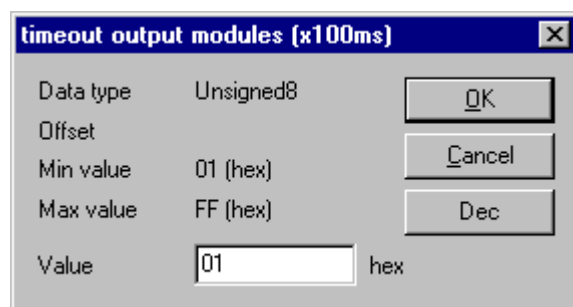 timeout output modules (x100ms)
Data type Unsigned8
OK
Offset
Cancel
Min value 01 (hex)
Max value FF (hex)
Dec
Value 01 hex